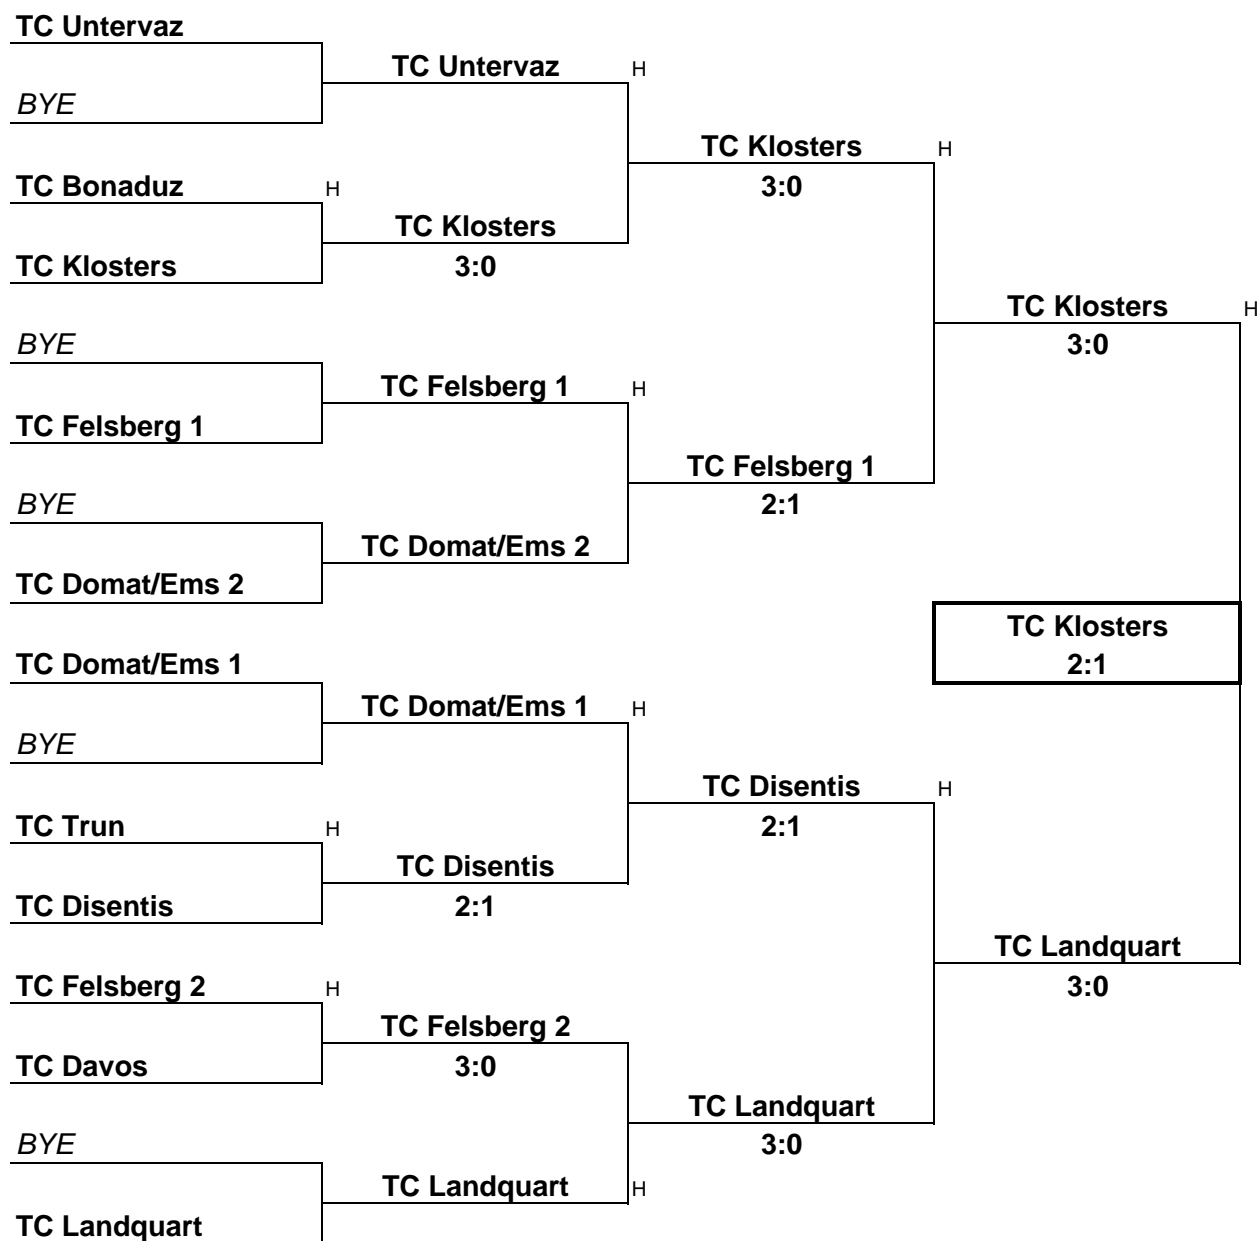 TC Untervaz
TC Untervaz H
BYE
TC Klosters H
TC Bonaduz H
3:0
TC Klosters
TC Klosters
3:0
TC Klosters H
BYE
3:0
TC Felsberg 1 H
TC Felsberg 1
TC Felsberg 1
BYE
2:1
TC Domat/Ems 2
TC Domat/Ems 2
TC Klosters
TC Domat/Ems 1
2:1
TC Domat/Ems 1 H
BYE
TC Disentis H
TC Trun H
2:1
TC Disentis
TC Disentis
2:1
TC Landquart
TC Felsberg 2 H
3:0
TC Felsberg 2
TC Davos
3:0
TC Landquart
BYE
3:0
TC Landquart H
TC Landquart